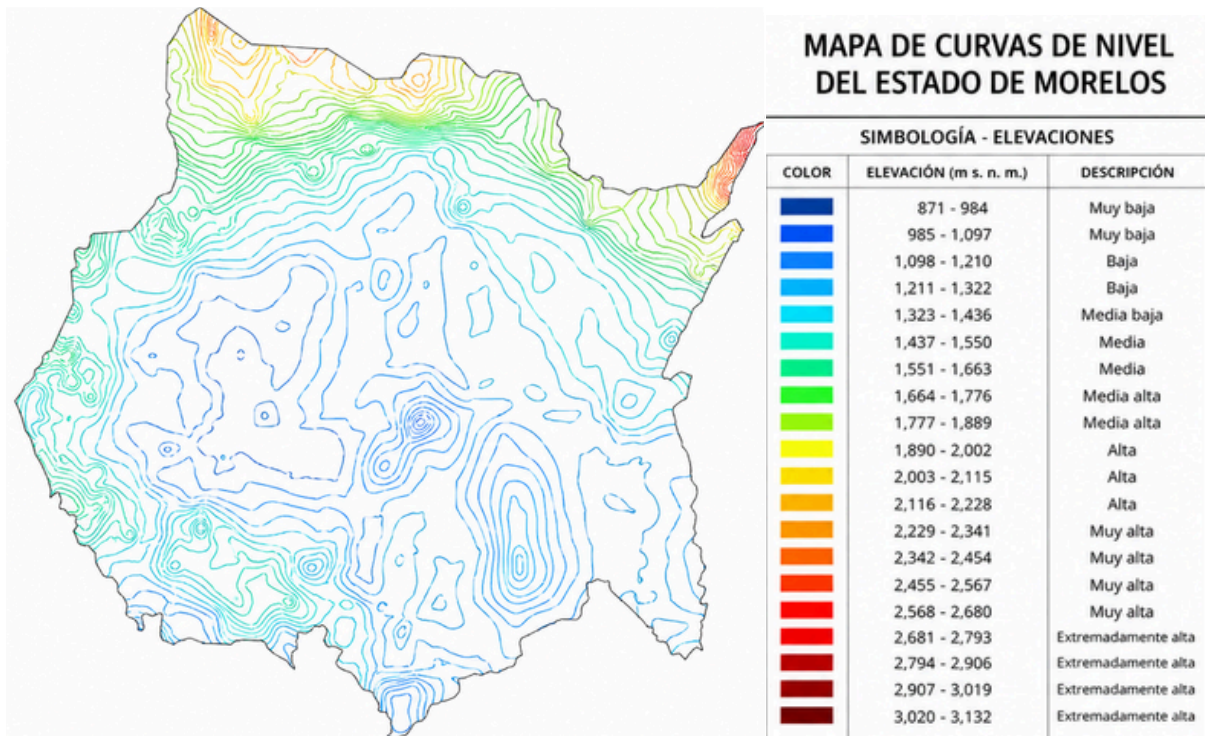 MAPA DE CURVAS DE NIVEL
DEL ESTADO DE MORELOS
SIMBOLOGÍA - ELEVACIONES
COLOR ELEVACIÓN (m s. n. m.) DESCRIPCIÓN
871 - 984 Muy baja
985 - 1,097 Muy baja
1,098 - 1,210 Baja
1,211 - 1,322 Baja
1,323 - 1,436 Media baja
1,437 - 1,550 Media
1,551 - 1,663 Media
1,664 - 1,776 Media alta
1,777 - 1,889 Media alta
1,890 - 2,002 Alta
2,003 - 2,115 Alta
2,116 - 2,228 Alta
2,229 - 2,341 Muy alta
2,342 - 2,454 Muy alta
2,455 - 2,567 Muy alta
2,568 - 2,680 Muy alta
2,681 - 2,793 Extremadamente alta
2,794 - 2,906 Extremadamente alta
2,907 - 3,019 Extremadamente alta
3,020 - 3,132 Extremadamente alta